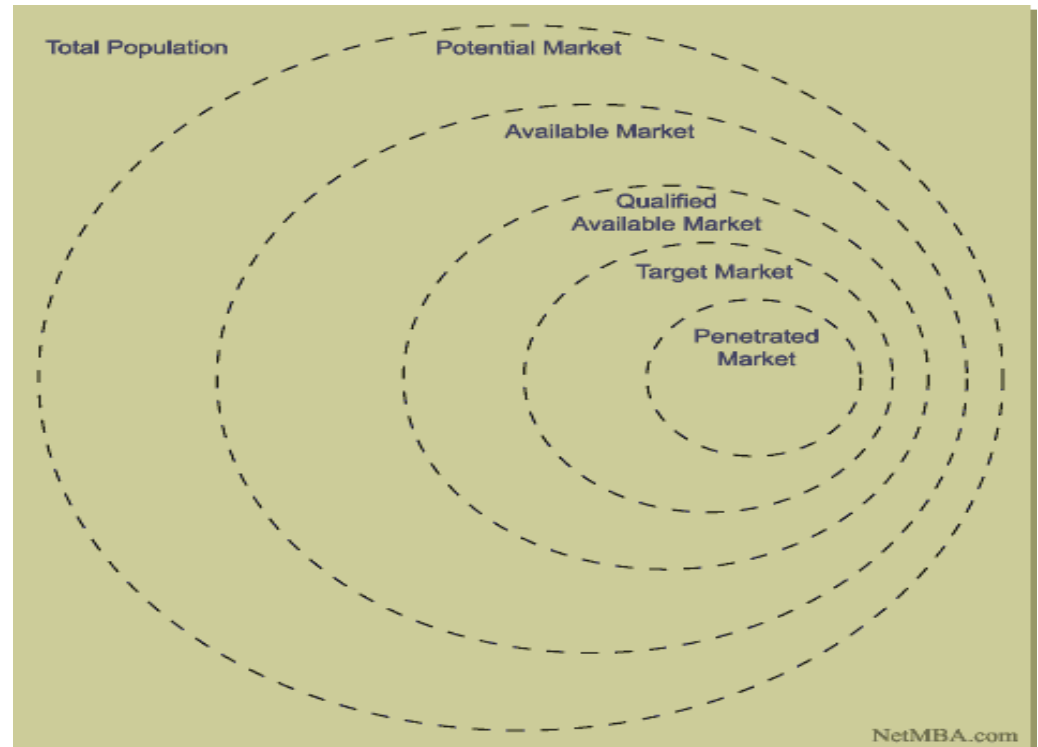 Total Population
Potential Market
Available Market
Qualified
Available Market
Target Market
Penetrated
Market
NetMBA.com